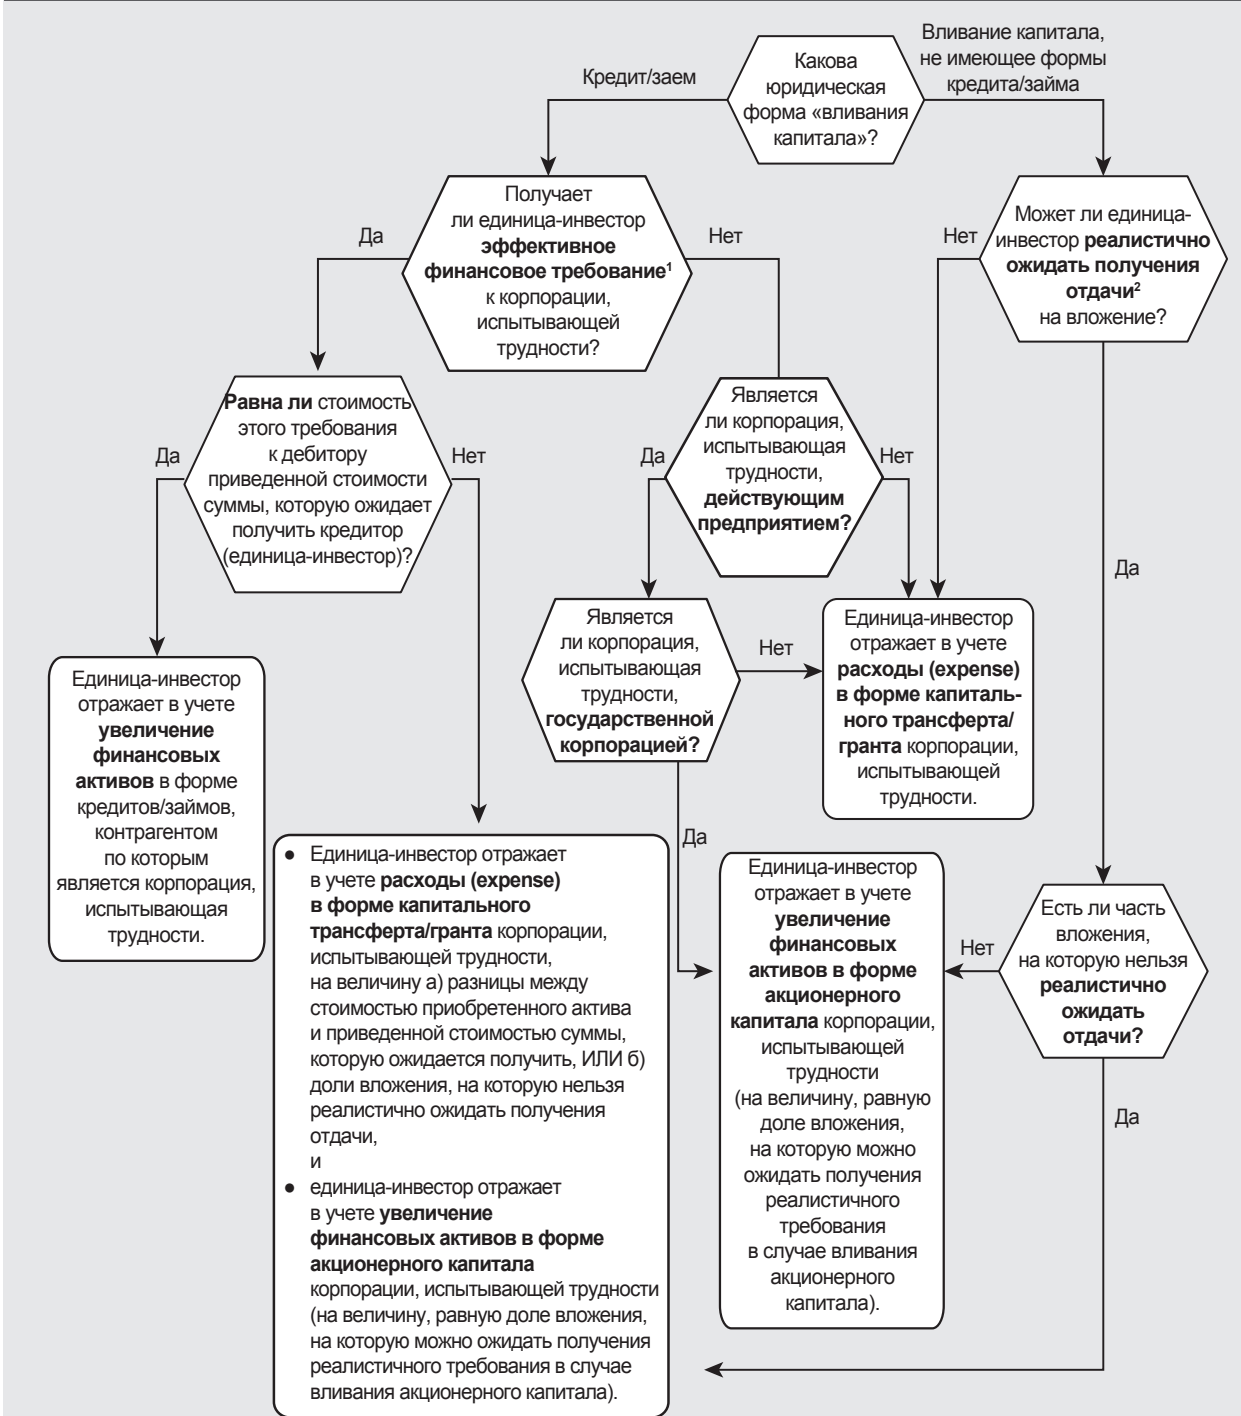 Какова
юридическая
форма «вливания
капитала»?
Кредит/заем
Вливание капитала,
не имеющее формы
кредита/займа
Получает
ли единица-инвестор
эффективное
финансовое требование¹
к корпорации,
испытывающей
трудности?
Да
Нет
Может ли единица-
инвестор реалистично
ожидать получения
отдачи²
на вложение?
Нет
Да
Равна ли стоимость
этого требования
к дебитору
приведенной стоимости
суммы, которую ожидает
получить кредитор
(единица-инвестор)?
Да
Нет
Является
ли корпорация,
испытывающая
трудности,
действующим
предприятием?
Да
Нет
Является
ли корпорация,
испытывающая
трудности,
государственной
корпорацией?
Нет
Да
Единица-инвестор
отражает в учете
расходы (expense)
в форме капиталь-
ного трансферта/
гранта корпорации,
испытывающей
трудности.
Единица-инвестор
отражает в учете
увеличение
финансовых
активов в форме
кредитов/займов,
контрагентом
по которым
является корпорация,
испытывающая
трудности.
● Единица-инвестор отражает
в учете расходы (expense)
в форме капитального
трансферта/гранта корпорации,
испытывающей трудности,
на величину а) разницы между
стоимостью приобретенного актива
и приведенной стоимостью суммы,
которую ожидается получить, ИЛИ б)
доли вложения, на которую нельзя
реалистично ожидать получения
отдачи,
и
● единица-инвестор отражает
в учете увеличение
финансовых активов в форме
акционерного капитала
корпорации, испытывающей трудности
(на величину, равную доле вложения,
на которую можно ожидать получения
реалистичного требования в случае
вливания акционерного капитала).
Единица-инвестор
отражает в учете
увеличение
финансовых
активов в форме
акционерного
капитала корпорации,
испытывающей
трудности
(на величину, равную
доле вложения,
на которую можно
ожидать получения
реалистичного
требования
в случае вливания
акционерного
капитала).
Есть ли часть
вложения,
на которую нельзя
реалистично
ожидать
отдачи?
Нет
Да